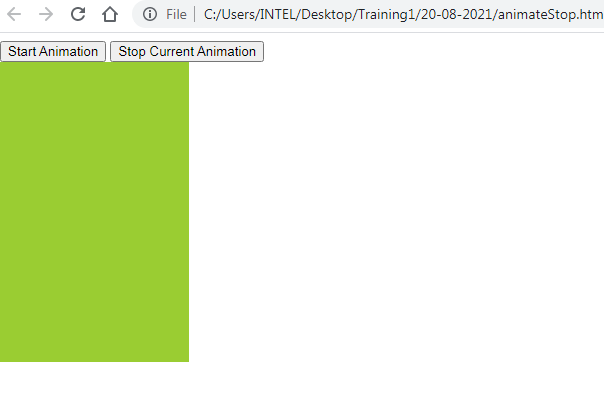 File C:/Users/INTEL/Desktop/Training1/20-08-2021/animateStop.htm
Start Animation Stop Current Animation